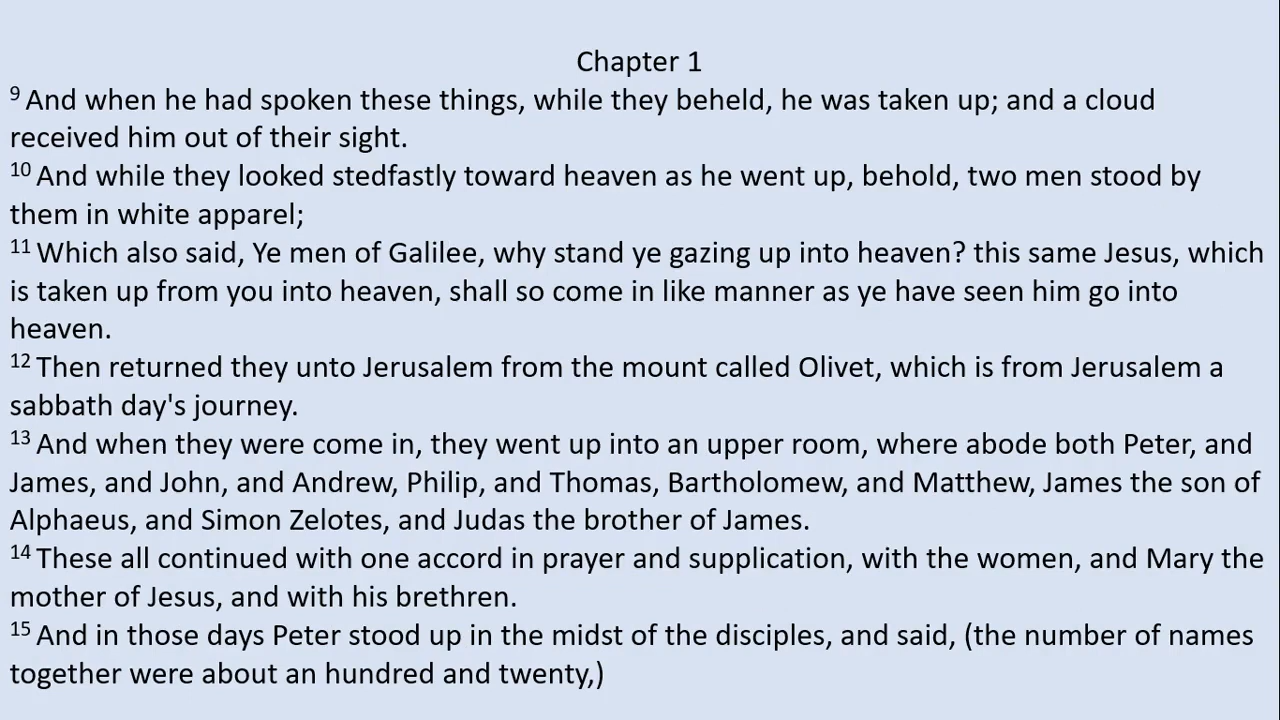 Chapter 1
9 And when he had spoken these things, while they beheld, he was taken up; and a cloud
received him out of their sight.
10 And while they looked stedfastly toward heaven as he went up, behold, two men stood by
them in white apparel;
11 Which also said, Ye men of Galilee, why stand ye gazing up into heaven? this same Jesus, which
is taken up from you into heaven, shall so come in like manner as ye have seen him go into
heaven.
12 Then returned they unto Jerusalem from the mount called Olivet, which is from Jerusalem a
sabbath day's journey.
13 And when they were come in, they went up into an upper room, where abode both Peter, and
James, and John, and Andrew, Philip, and Thomas, Bartholomew, and Matthew, James the son of
Alphaeus, and Simon Zelotes, and Judas the brother of James.
14 These all continued with one accord in prayer and supplication, with the women, and Mary the
mother of Jesus, and with his brethren.
15 And in those days Peter stood up in the midst of the disciples, and said, (the number of names
together were about an hundred and twenty,)